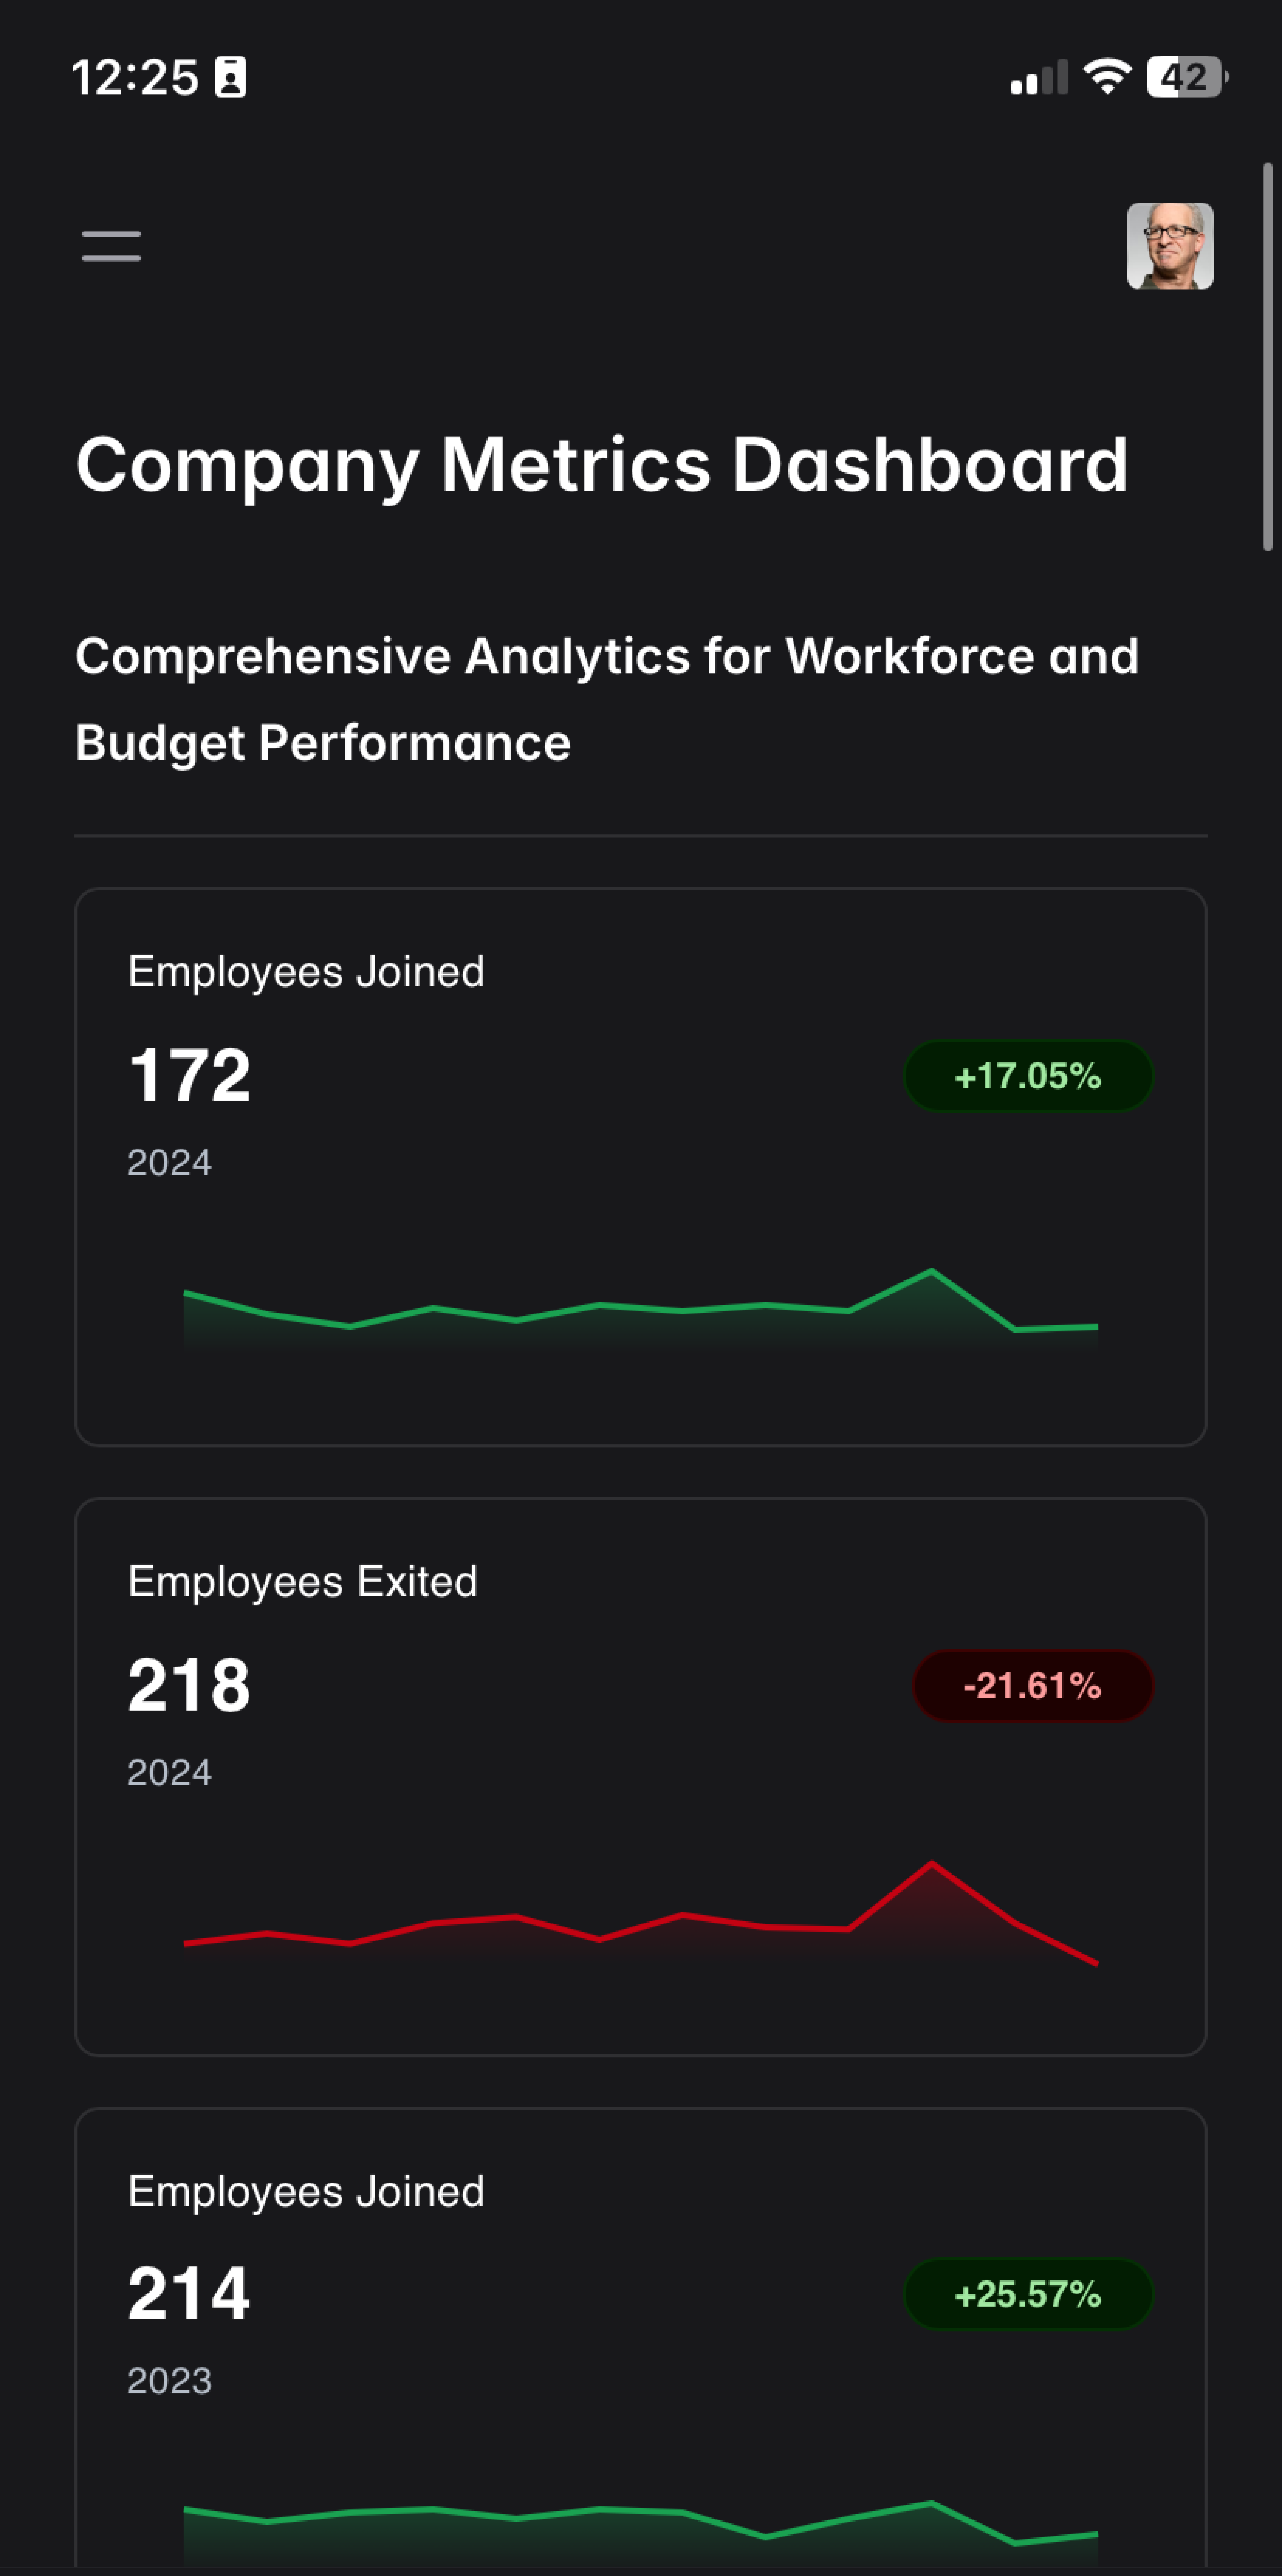 12:25
42
Company Metrics Dashboard
Comprehensive Analytics for Workforce and
Budget Performance
Employees Joined
172
+17.05%
2024
Employees Exited
218
-21.61%
2024
Employees Joined
214
+25.57%
2023